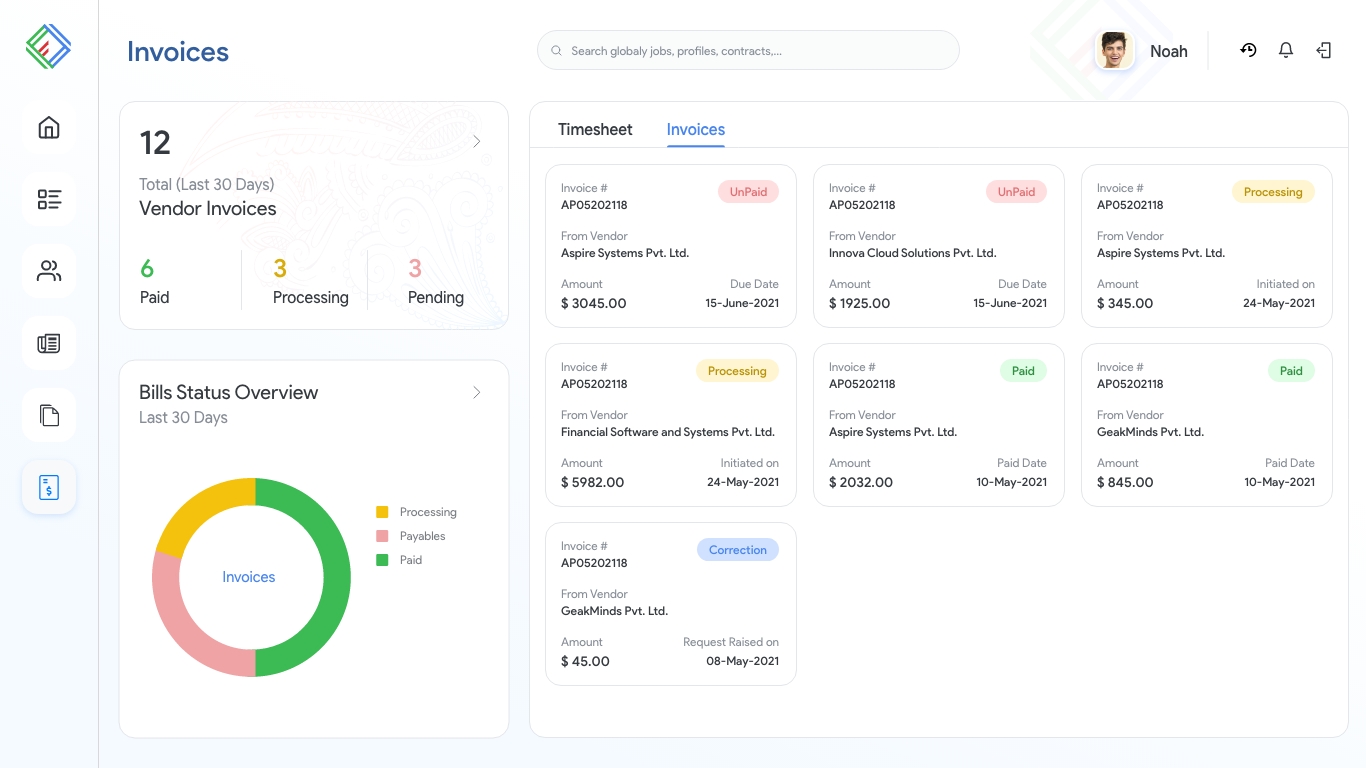 Invoices
Search globaly jobs, profiles, contracts,...
Noah
12
Total (Last 30 Days)
Vendor Invoices
6
Paid
3
Processing
3
Pending
Bills Status Overview
Last 30 Days
Invoices
Processing
Payables
Paid
Timesheet
Invoices
Invoice #
UnPaid
AP05202118
From Vendor
Aspire Systems Pvt. Ltd.
Amount Due Date
$ 3045.00 15-June-2021
Invoice #
UnPaid
AP05202118
From Vendor
Innova Cloud Solutions Pvt. Ltd.
Amount Due Date
$ 1925.00 15-June-2021
Invoice #
Processing
AP05202118
From Vendor
Aspire Systems Pvt. Ltd.
Amount Initiated on
$ 345.00 24-May-2021
Invoice #
Processing
AP05202118
From Vendor
Financial Software and Systems Pvt. Ltd.
Amount Initiated on
$ 5982.00 24-May-2021
Invoice #
Paid
AP05202118
From Vendor
Aspire Systems Pvt. Ltd.
Amount Paid Date
$ 2032.00 10-May-2021
Invoice #
Paid
AP05202118
From Vendor
GeakMinds Pvt. Ltd.
Amount Paid Date
$ 845.00 10-May-2021
Invoice #
Correction
AP05202118
From Vendor
GeakMinds Pvt. Ltd.
Amount Request Raised on
$ 45.00 08-May-2021